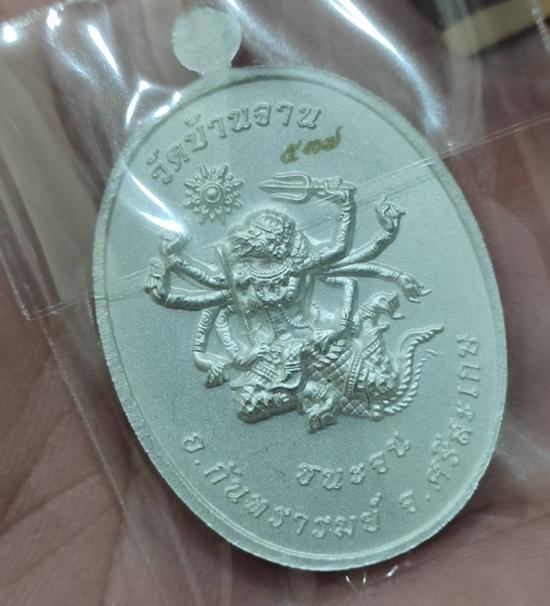 วัดบ้านจาน
๕๓๗
ชนะจน
อ.กันทรารมย์ จ.ศรีสะเกษ